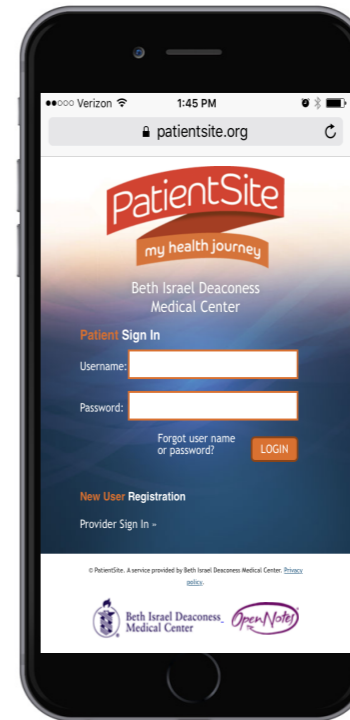 ●●○○○ Verizon 1:45 PM
patientsite.org
PatientSite
my health journey
Beth Israel Deaconess
Medical Center
Patient Sign In
Username:
Password:
Forgot user name
or password?
LOGIN
New User Registration
Provider Sign In »
© PatientSite. A service provided by Beth Israel Deaconess Medical Center. Privacy
policy.
Beth Israel Deaconess
Medical Center
OpenNotes